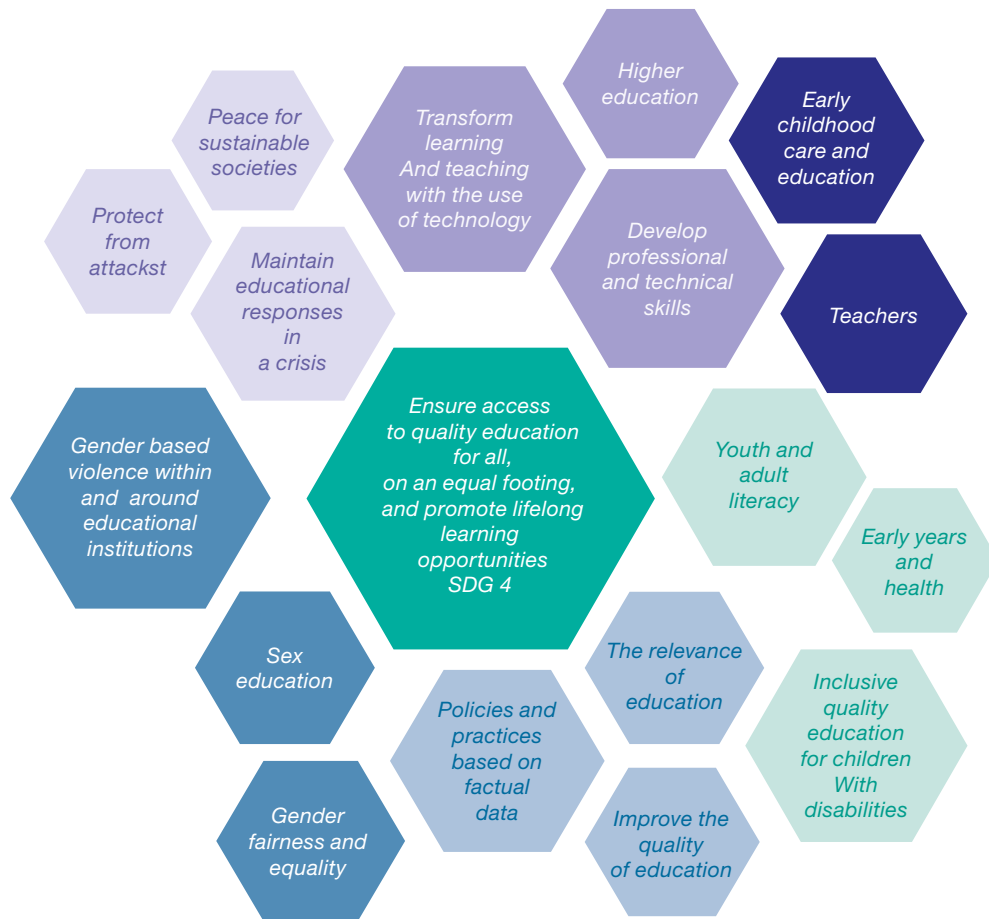 Higher
education
Early
childhood
care and
education
Peace for
sustainable
societies
Transform
learning
And teaching
with the use
of technology
Protect
from
attackst
Maintain
educational
responses
in
a crisis
Develop
professional
and technical
skills
Teachers
Ensure access
to quality education
for all,
on an equal footing,
and promote lifelong
learning
opportunities
SDG 4
Gender based
violence within
and around
educational
institutions
Youth and
adult
literacy
Early years
and
health
Sex
education
The relevance
of
education
Policies and
practices
based on
factual
data
Inclusive
quality
education
for children
With
disabilities
Gender
fairness and
equality
Improve the
quality
of education